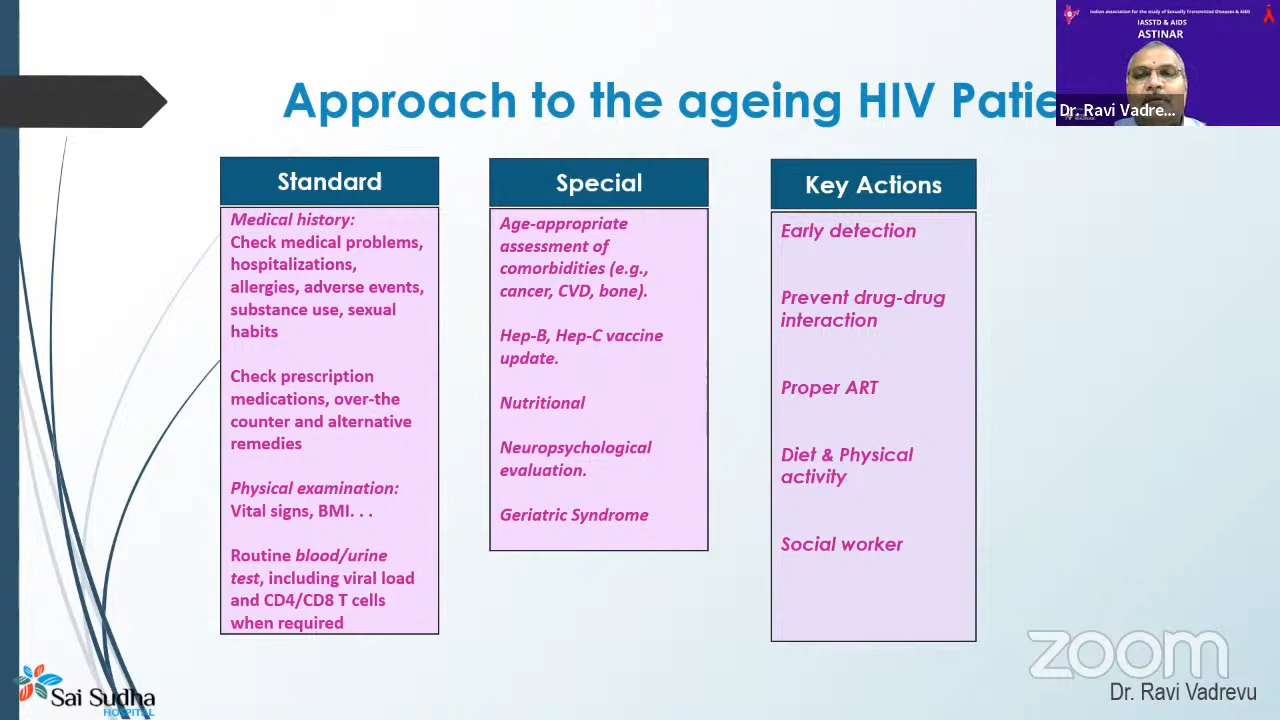 Indian association for the study of Sexually Transmitted Diseases & AIDS
IASSTD & AIDS
ASTINAR
Dr. Ravi Vadre...
Approach to the ageing HIV Patie
Standard
Medical history:
Check medical problems,
hospitalizations,
allergies, adverse events,
substance use, sexual
habits
Check prescription
medications, over-the
counter and alternative
remedies
Physical examination:
Vital signs, BMI. . .
Routine blood/urine
test, including viral load
and CD4/CD8 T cells
when required
Special
Age-appropriate
assessment of
comorbidities (e.g.,
cancer, CVD, bone).
Hep-B, Hep-C vaccine
update.
Nutritional
Neuropsychological
evaluation.
Geriatric Syndrome
Key Actions
Early detection
Prevent drug-drug
interaction
Proper ART
Diet & Physical
activity
Social worker
zoom
Dr. Ravi Vadrevu
Sai Sudha
HOSPITAL